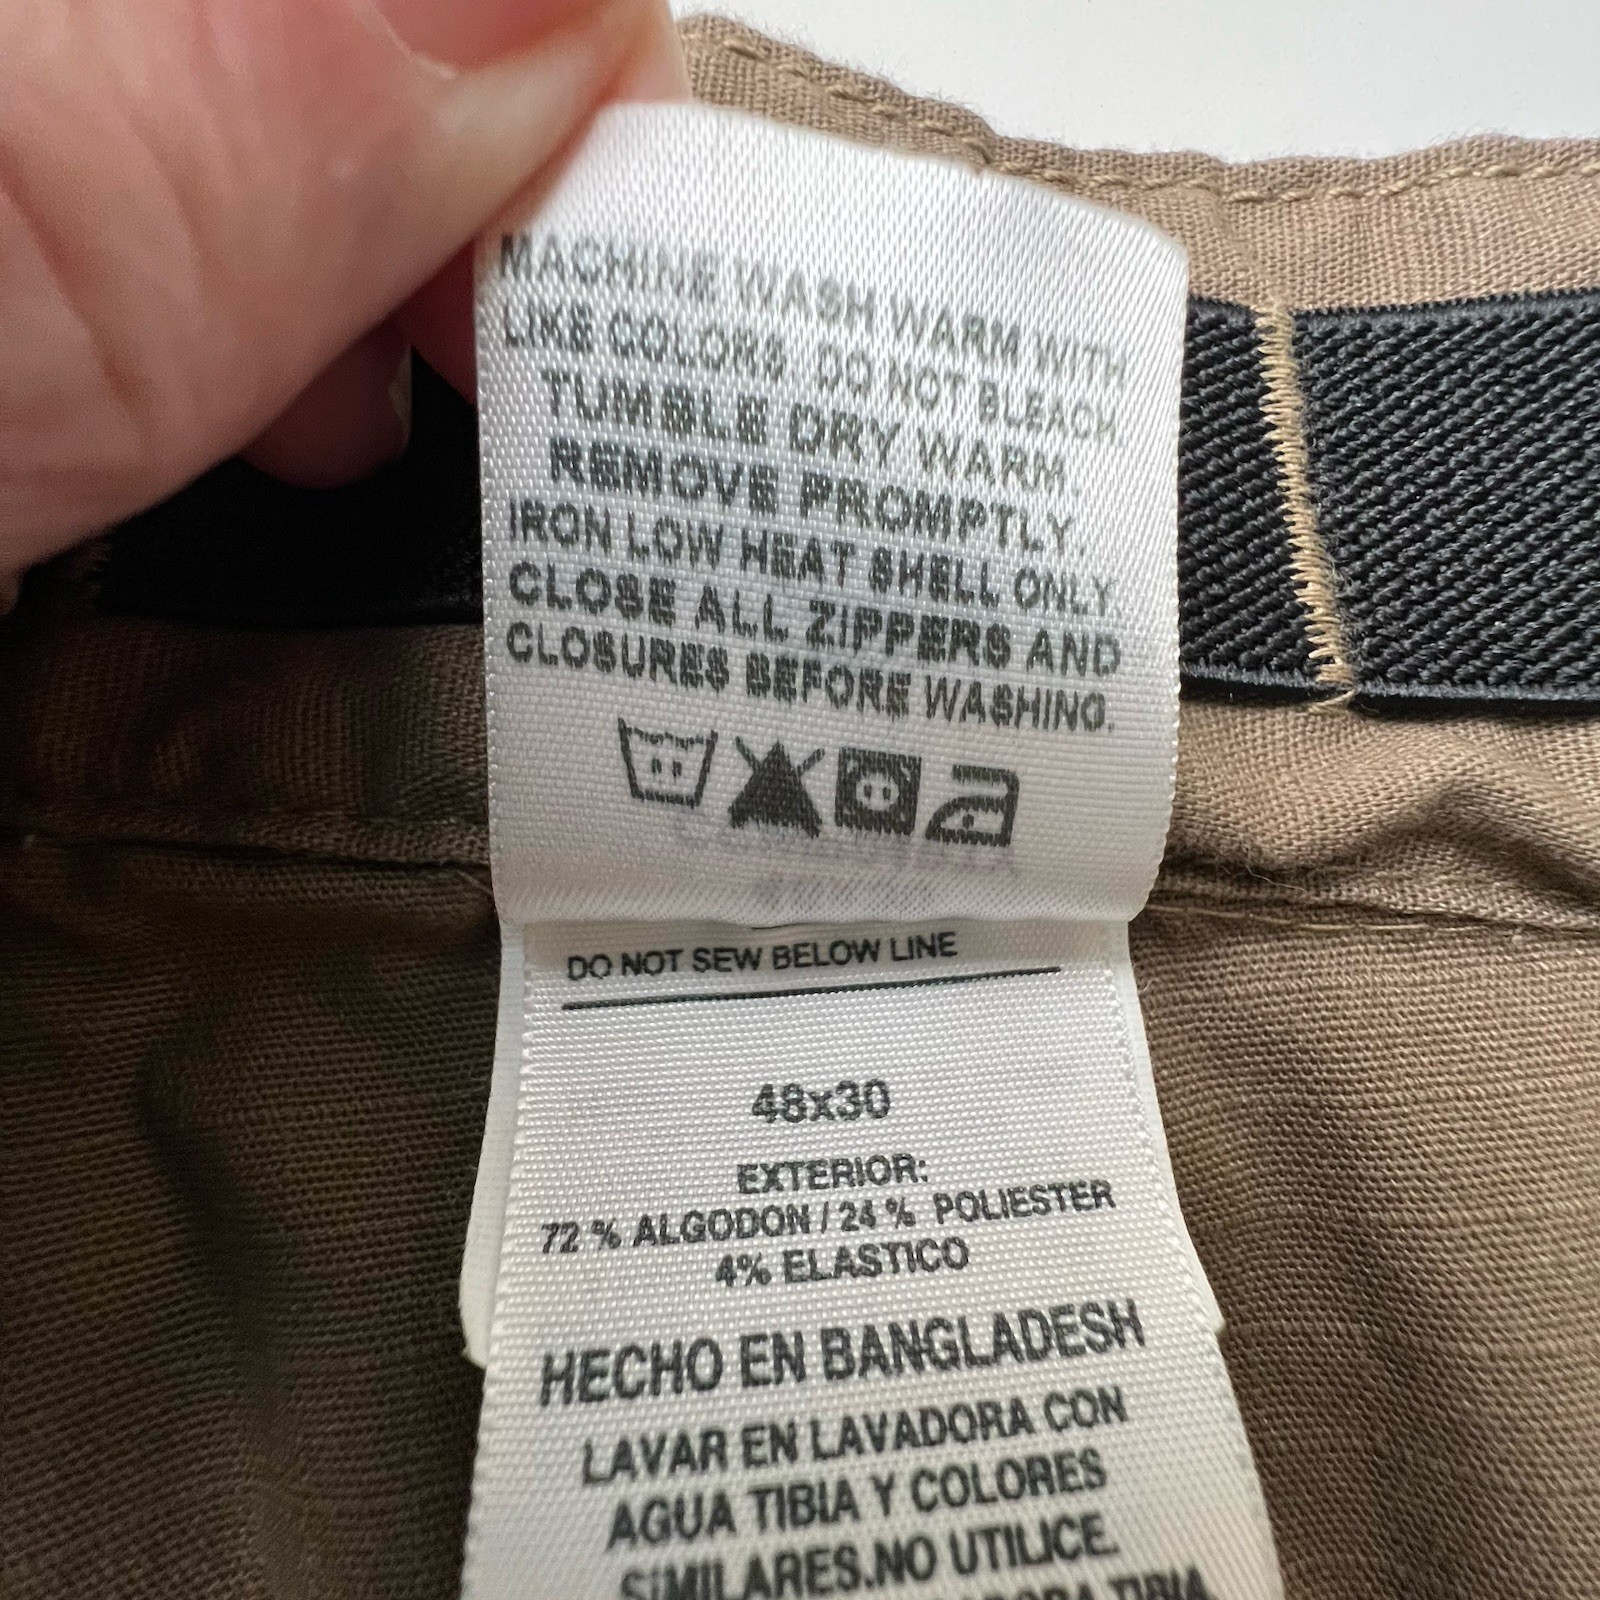 MACHINE WASH WARM WITH
LIKE COLORS. DO NOT BLEACH.
TUMBLE DRY WARM.
REMOVE PROMPTLY.
IRON LOW HEAT SHELL ONLY.
CLOSE ALL ZIPPERS AND
CLOSURES BEFORE WASHING.
DO NOT SEW BELOW LINE
48x30
EXTERIOR:
72 % ALGODON / 24 % POLIESTER
4% ELASTICO
HECHO EN BANGLADESH
LAVAR EN LAVADORA CON
AGUA TIBIA Y COLORES
SIMILARES.NO UTILICE
TIBIA